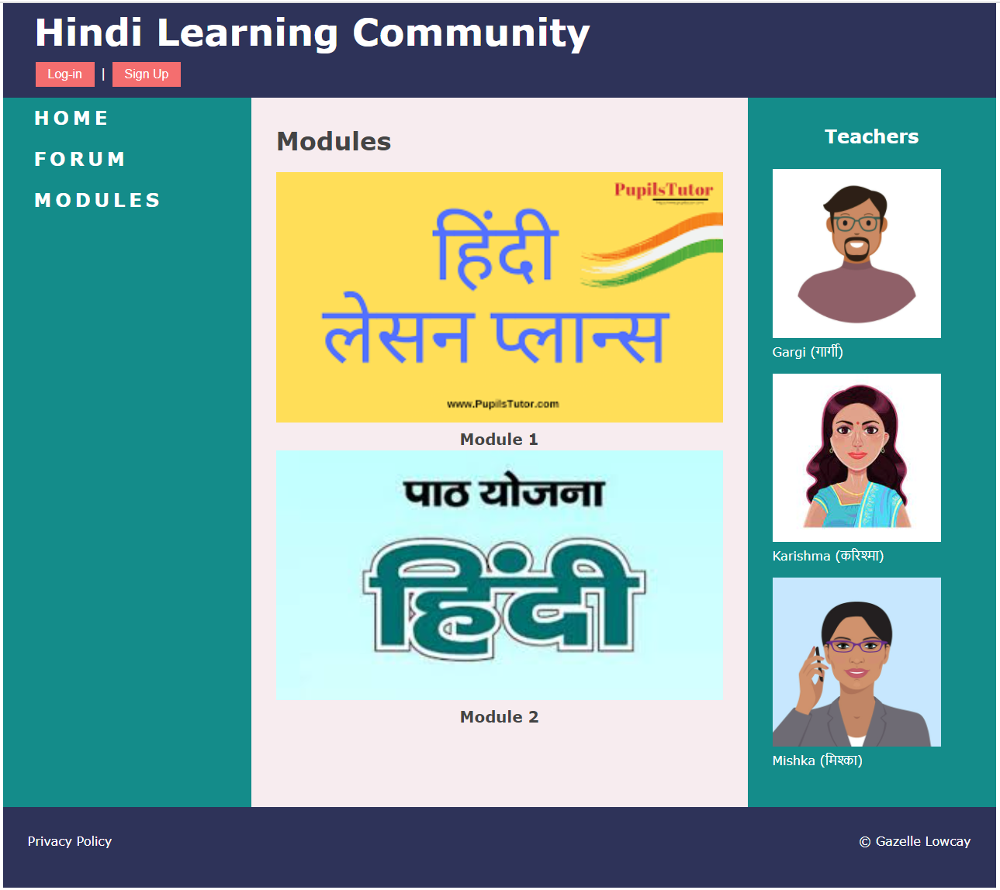 Hindi Learning Community
Log-in | Sign Up
HOME
FORUM
MODULES
Modules
PupilsTutor
हिंदी
लेसन प्लान्स
www.PupilsTutor.com
Module 1
पाठ योजना
हिंदी
Module 2
Teachers
Gargi (गार्गी)
Karishma (करिश्मा)
Mishka (मिश्का)
Privacy Policy
© Gazelle Lowcay